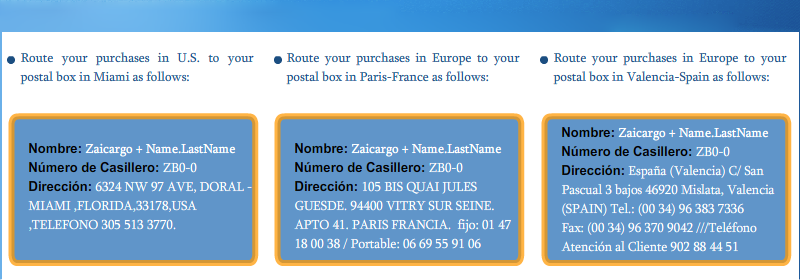 Route your purchases in U.S. to your
postal box in Miami as follows:
Nombre: Zaicargo + Name.LastName
Número de Casillero: ZB0-0
Dirección: 6324 NW 97 AVE, DORAL -
MIAMI ,FLORIDA,33178,USA
,TELEFONO 305 513 3770.
Route your purchases in Europe to your
postal box in Paris-France as follows:
Nombre: Zaicargo + Name.LastName
Número de Casillero: ZB0-0
Dirección: 105 BIS QUAI JULES
GUESDE. 94400 VITRY SUR SEINE.
APTO 41. PARIS FRANCIA. fijo: 01 47
18 00 38 / Portable: 06 69 55 91 06
Route your purchases in Europe to your
postal box in Valencia-Spain as follows:
Nombre: Zaicargo + Name.LastName
Número de Casillero: ZB0-0
Dirección: España (Valencia) C/ San
Pascual 3 bajos 46920 Mislata, Valencia
(SPAIN) Tel.: (00 34) 96 383 7336
Fax: (00 34) 96 370 9042 ///Teléfono
Atención al Cliente 902 88 44 51